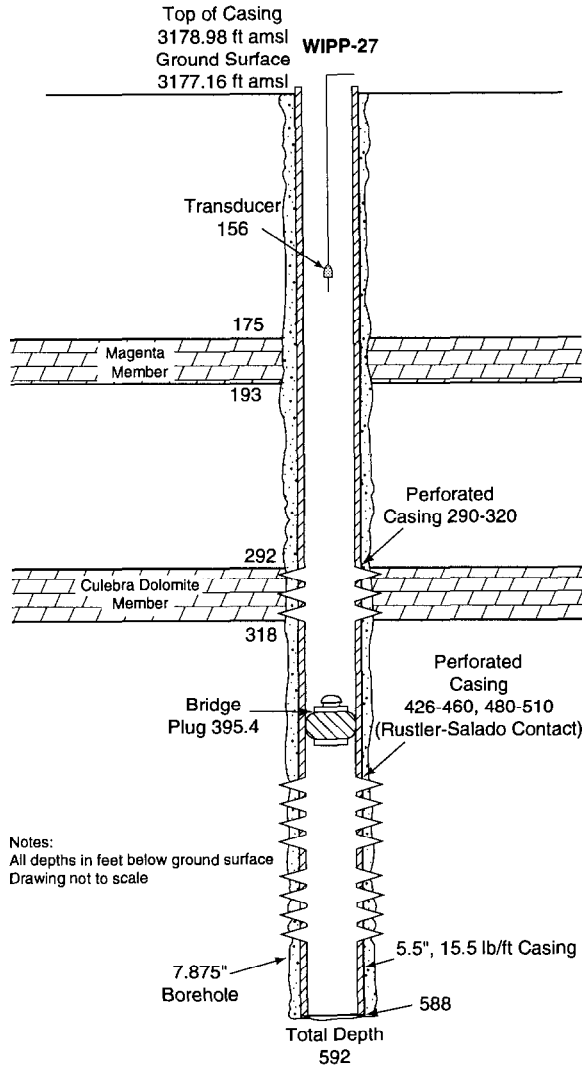 Top of Casing
3178.98 ft amsl
Ground Surface
3177.16 ft amsl
WIPP-27
Transducer
156
175
Magenta
Member
193
Perforated
Casing 290-320
292
Culebra Dolomite
Member
318
Perforated
Casing
426-460, 480-510
(Rustler-Salado Contact)
Bridge
Plug 395.4
Notes:
All depths in feet below ground surface
Drawing not to scale
7.875"
Borehole
5.5", 15.5 lb/ft Casing
588
Total Depth
592